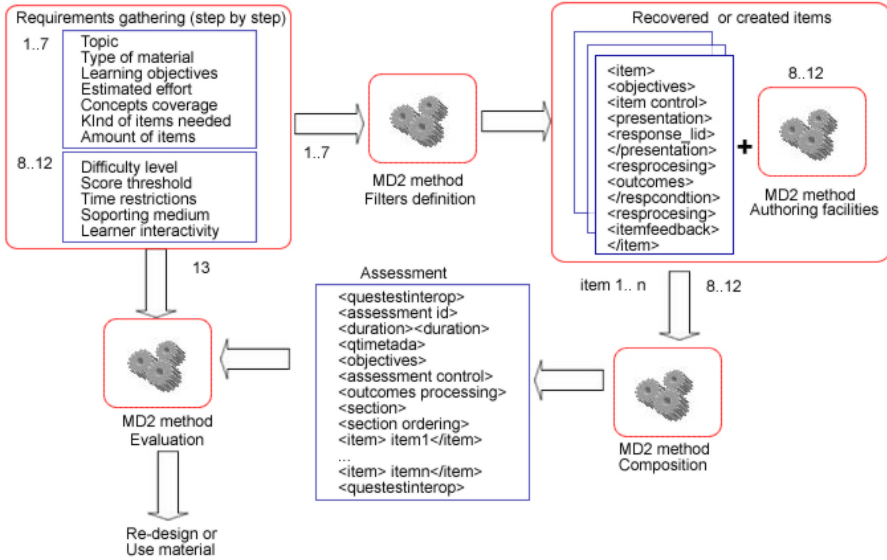 Requirements gathering (step by step)
1..7
Topic
Type of material
Learning objectives
Estimated effort
Concepts coverage
KInd of items needed
Amount of items
8..12
Difficulty level
Score threshold
Time restrictions
Soporting medium
Learner interactivity
1..7
MD2 method
Filters definition
Recovered or created items
<item>
<objectives>
<item control>
<presentation>
<response_lid>
</presentation>
<resprocesing>
<outcomes>
</respcondtion>
<resprocesing>
<itemfeedback>
</item>
+
8..12
MD2 method
Authoring facilities
item 1.. n
8..12
MD2 method
Composition
Assessment
<questestinterop>
<assessment id>
<duration><duration>
<qtimetada>
<objectives>
<assessment control>
<outcomes processing>
<section>
<section ordering>
<item> item1</item>
...
<item> itemn</item>
<questestinterop>
13
MD2 method
Evaluation
Re-design or
Use material